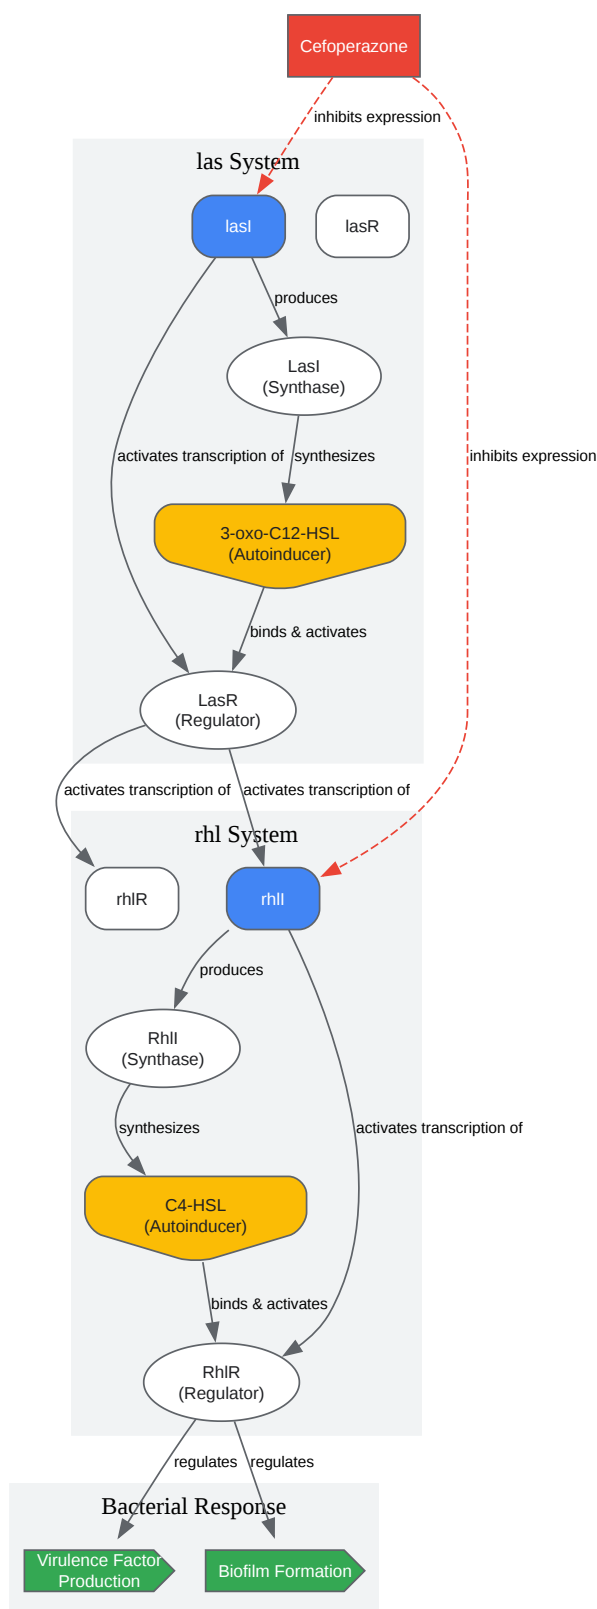 Cefoperazone
inhibits expression
las System
lasI
lasR
produces
LasI
(Synthase)
activates transcription of
synthesizes
inhibits expression
3-oxo-C12-HSL
(Autoinducer)
binds & activates
LasR
(Regulator)
activates transcription of
activates transcription of
rhl System
rhlR
rhlI
produces
RhlI
(Synthase)
synthesizes
activates transcription of
C4-HSL
(Autoinducer)
binds & activates
RhlR
(Regulator)
regulates
regulates
Bacterial Response
Virulence Factor
Production
Biofilm Formation